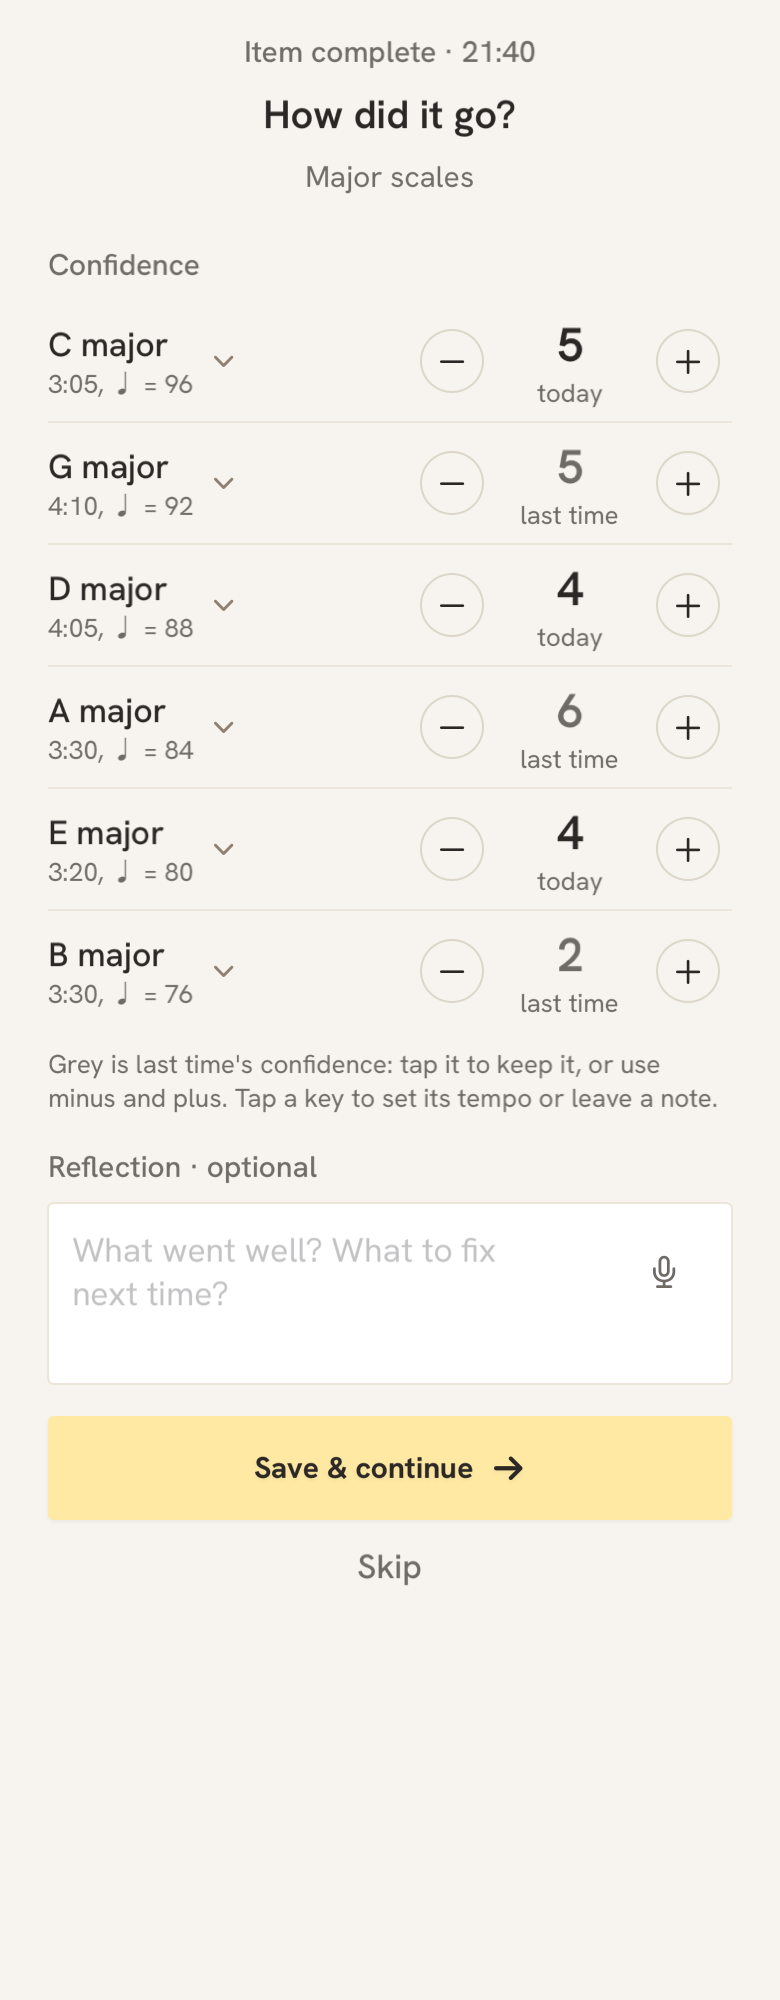 Item complete · 21:40
How did it go?
Major scales
Confidence
C major
3:05, ♩ = 96
5
today
G major
4:10, ♩ = 92
5
last time
D major
4:05, ♩ = 88
4
today
A major
3:30, ♩ = 84
6
last time
E major
3:20, ♩ = 80
4
today
B major
3:30, ♩ = 76
2
last time
Grey is last time's confidence: tap it to keep it, or use
minus and plus. Tap a key to set its tempo or leave a note.
Reflection · optional
What went well? What to fix
next time?
Save & continue →
Skip